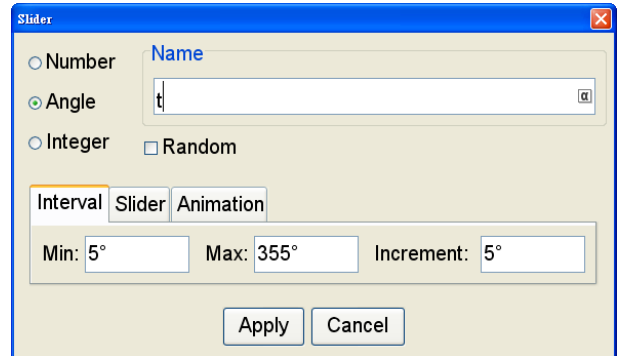 Slider
Number
Name
Angle
t
α
Integer
Random
Interval Slider Animation
Min: 5° Max: 355° Increment: 5°
Apply Cancel